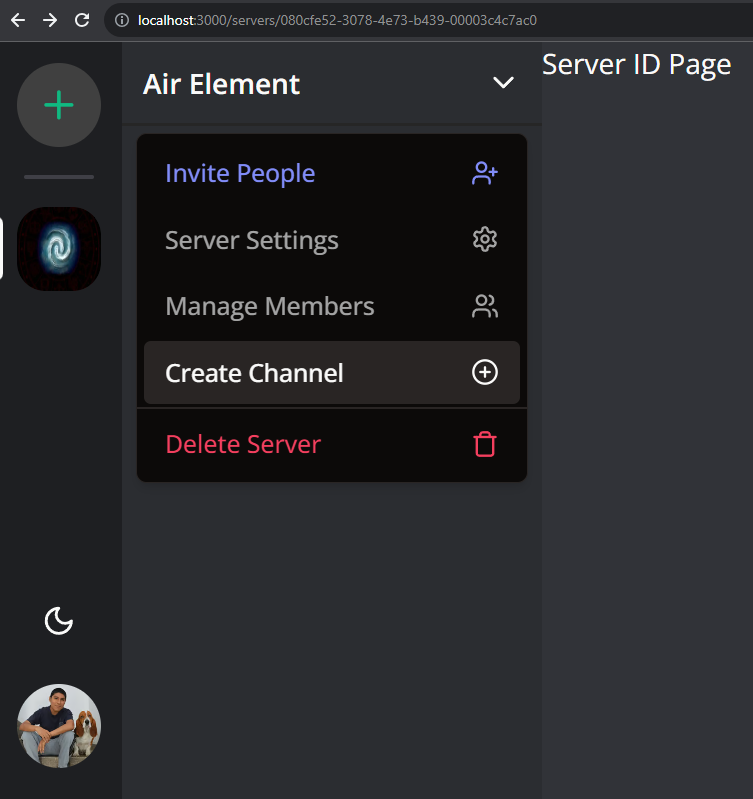 localhost:3000/servers/080cfe52-3078-4e73-b439-00003c4c7ac0
Air Element
Server ID Page
Invite People
Server Settings
Manage Members
Create Channel
Delete Server